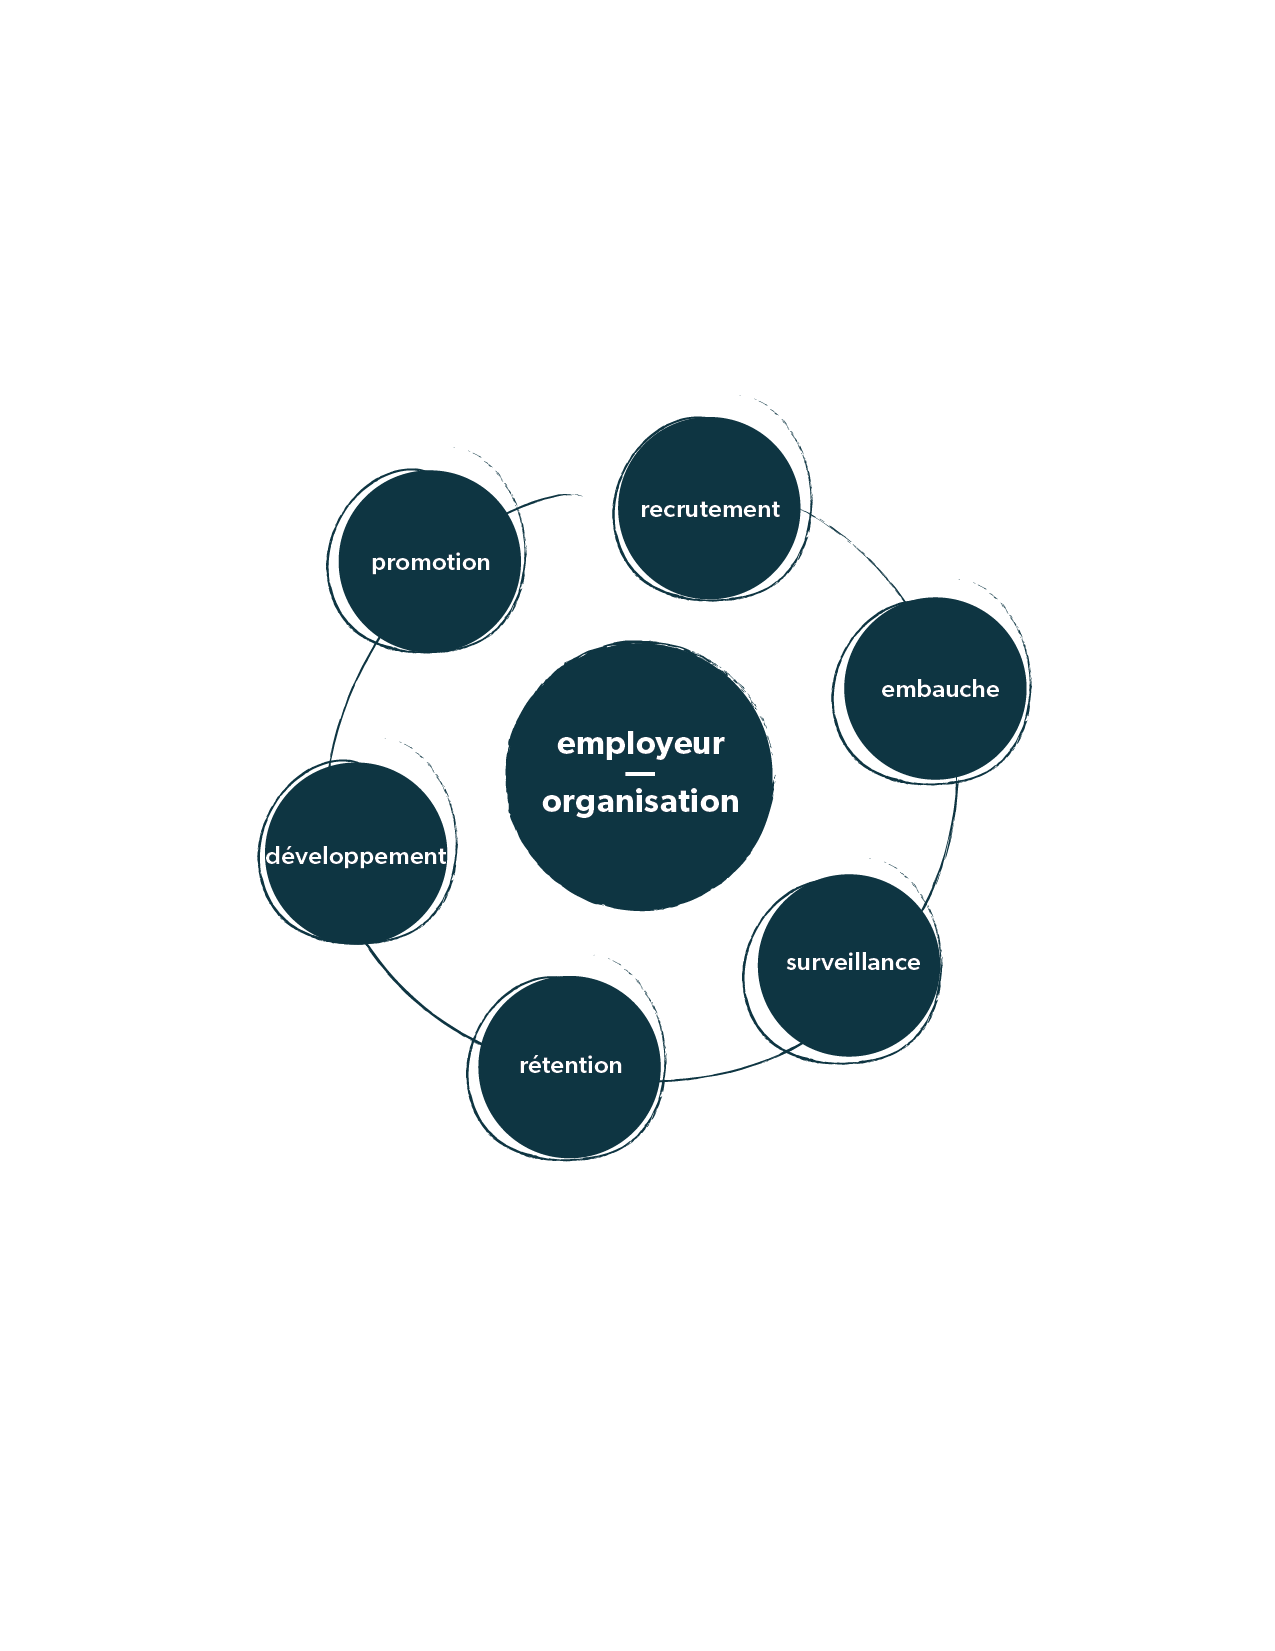 recrutement
promotion
embauche
employeur
—
organisation
développement
surveillance
rétention